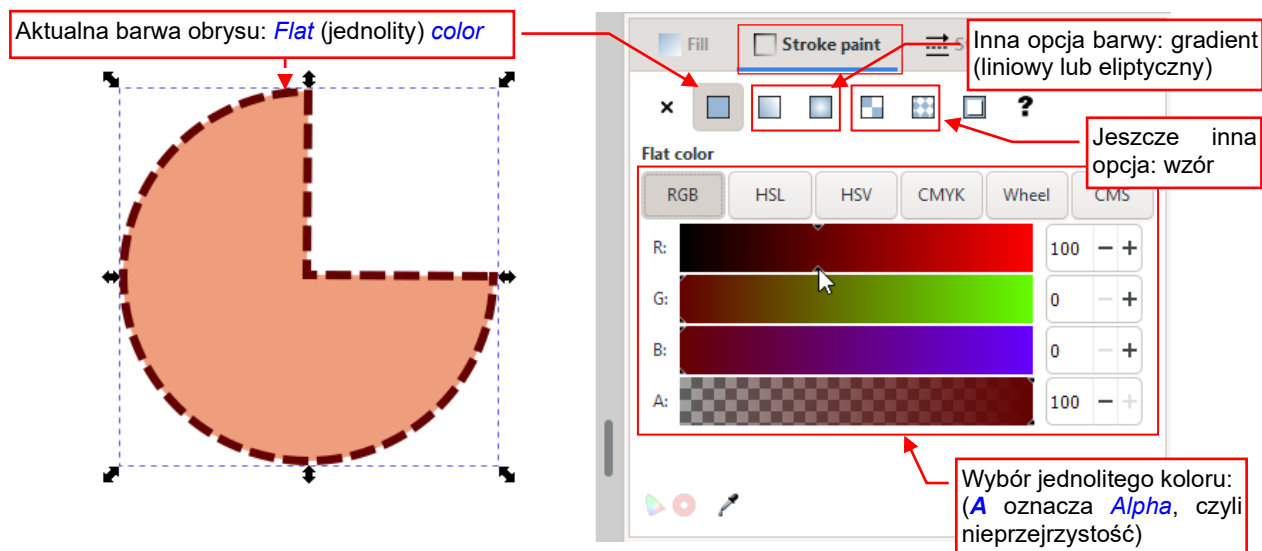 Aktualna barwa obrysu: Flat (jednolity) color
Fill
Stroke paint
S
Inna opcja barwy: gradient
(liniowy lub eliptyczny)
?
Jeszcze inna
opcja: wzór
Flat color
RGB HSL HSV CMYK Wheel CMS
R: 100 − +
G: 0 − +
B: 0 − +
A: 100 − +
Wybór jednolitego koloru:
(A oznacza Alpha, czyli
nieprzejrzystość)